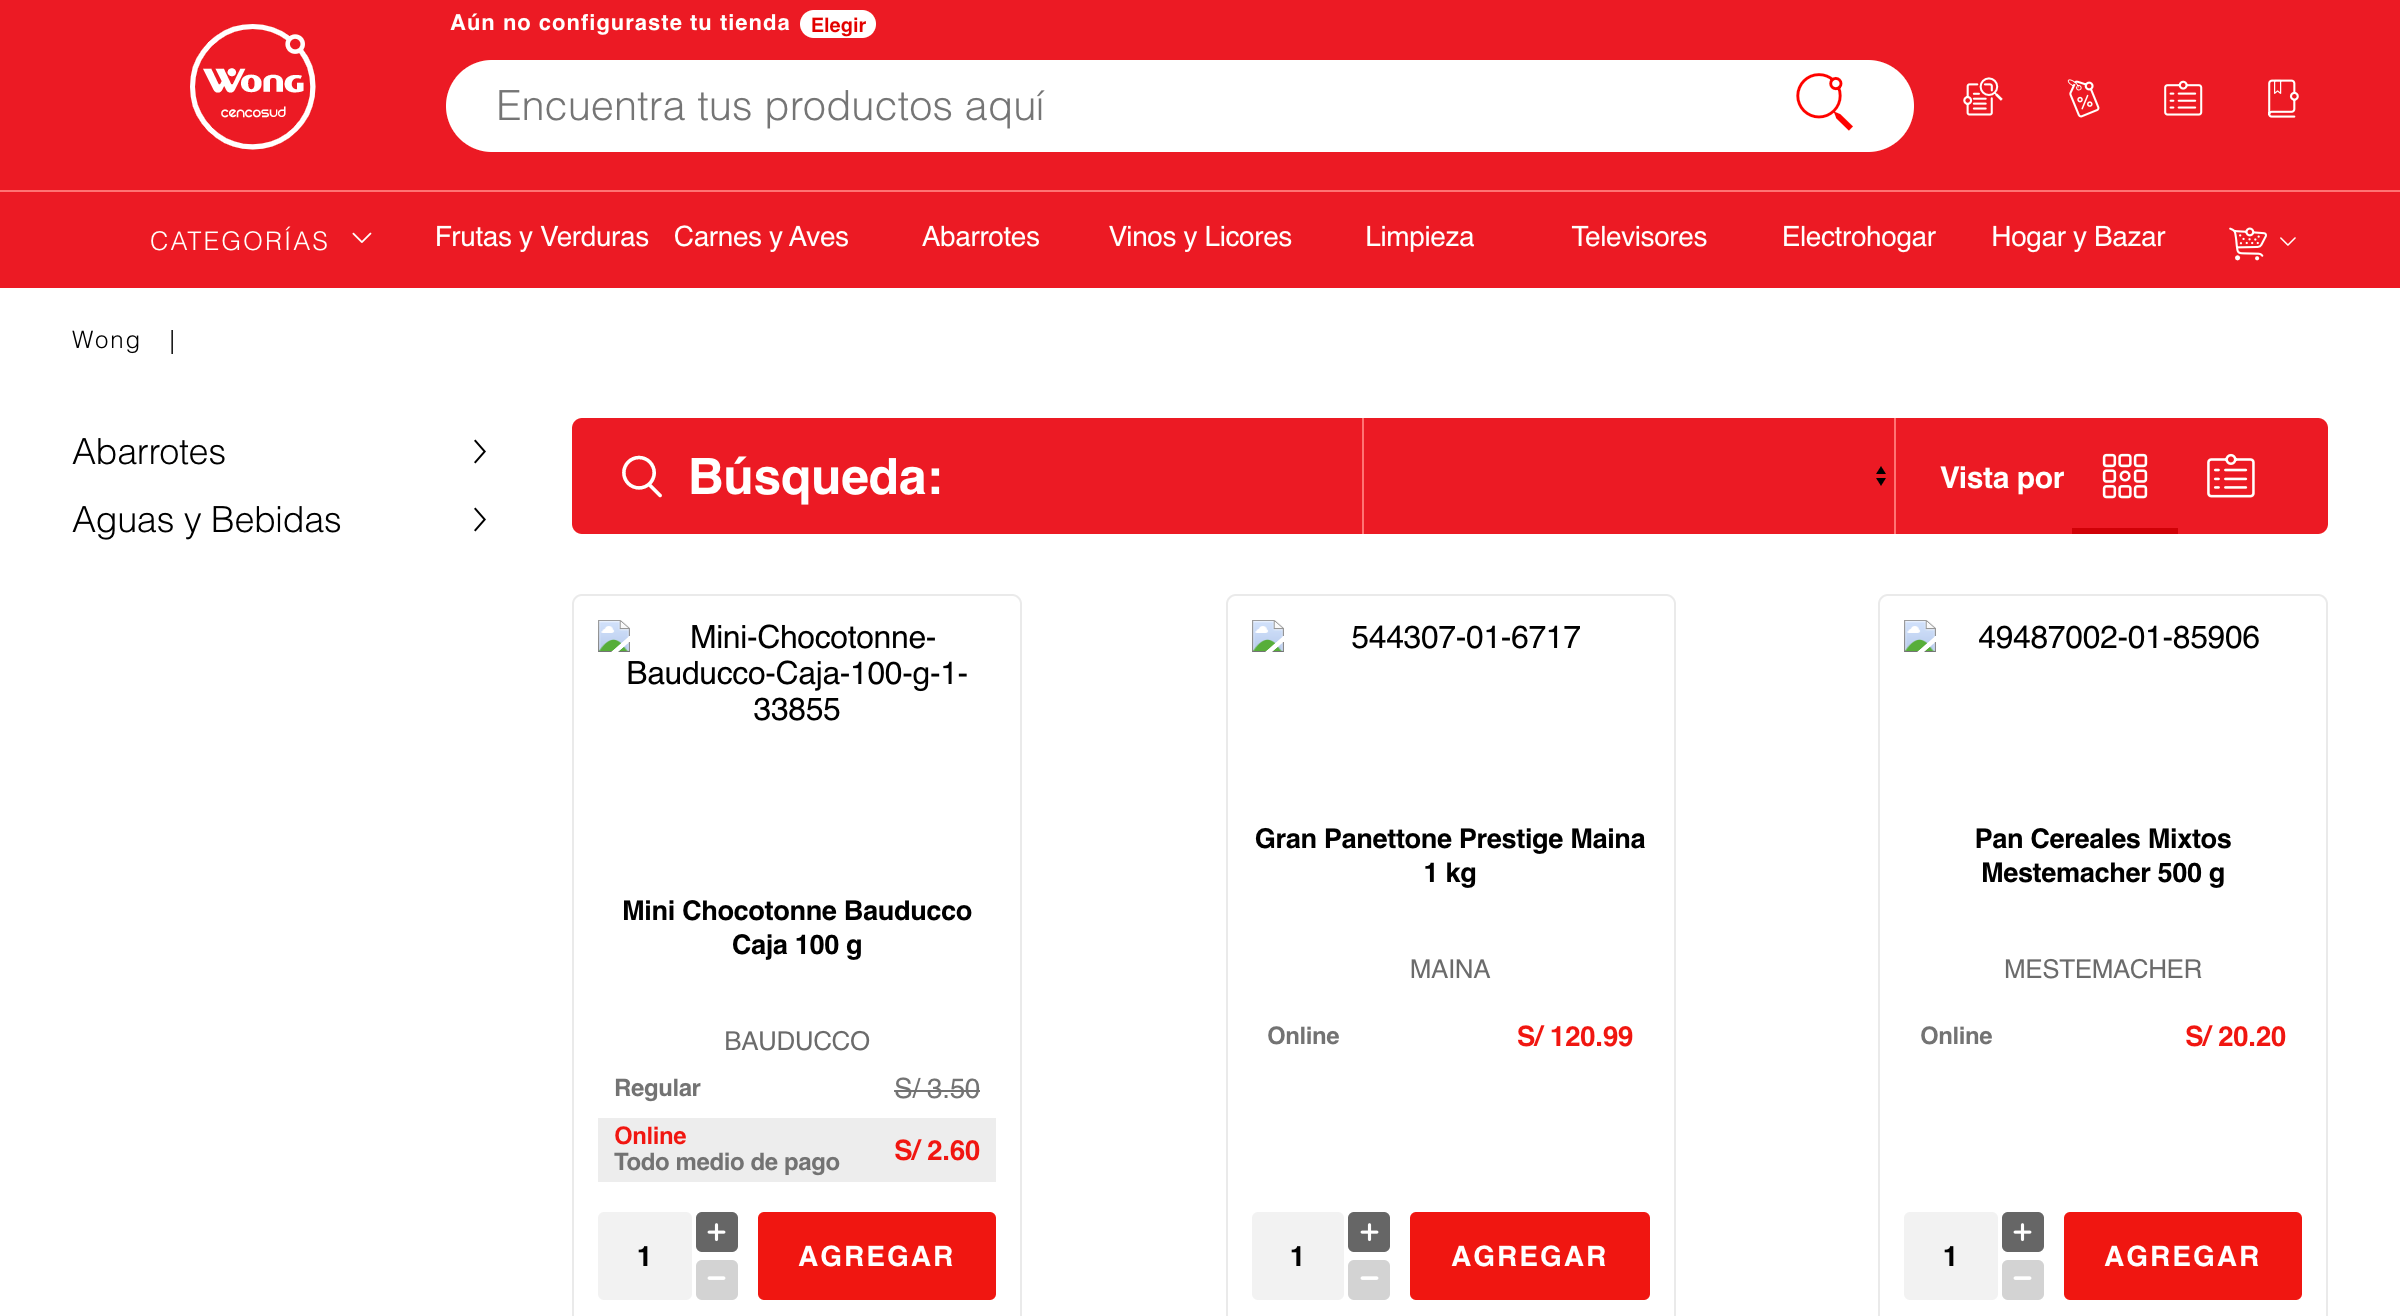 Aún no configuraste tu tienda Elegir
Wong
cencosud
Encuentra tus productos aquí
CATEGORÍAS Frutas y Verduras Carnes y Aves Abarrotes Vinos y Licores Limpieza Televisores Electrohogar Hogar y Bazar
Wong |
Abarrotes
Aguas y Bebidas
Búsqueda:
Vista por
Mini-Chocotonne-
Bauducco-Caja-100-g-1-
33855
Mini Chocotonne Bauducco
Caja 100 g
BAUDUCCO
Regular S/ 3.50
Online
Todo medio de pago
S/ 2.60
1 + −
AGREGAR
544307-01-6717
Gran Panettone Prestige Maina
1 kg
MAINA
Online S/ 120.99
1 + −
AGREGAR
49487002-01-85906
Pan Cereales Mixtos
Mestemacher 500 g
MESTEMACHER
Online S/ 20.20
1 + −
AGREGAR